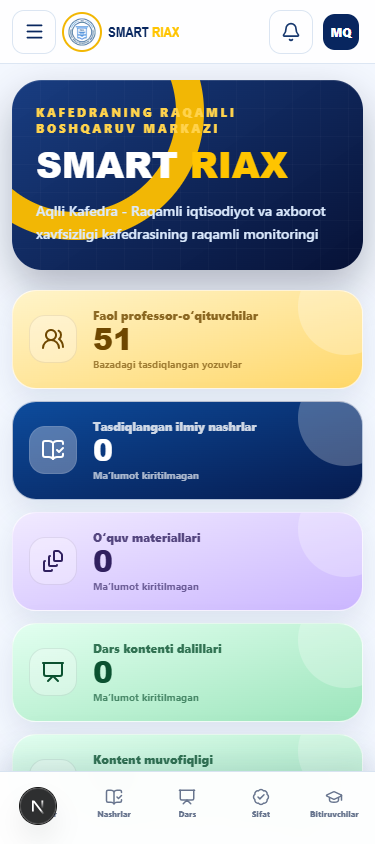 SMART RIAX
MQ
KAFEDRANING RAQAMLI
BOSHQARUV MARKAZI
SMART RIAX
Aqlli Kafedra - Raqamli iqtisodiyot va axborot
xavfsizligi kafedrasining raqamli monitoringi
Faol professor-o‘qituvchilar
51
Bazadagi tasdiqlangan yozuvlar
Tasdiqlangan ilmiy nashrlar
0
Ma’lumot kiritilmagan
O‘quv materiallari
0
Ma’lumot kiritilmagan
Dars kontenti dalillari
0
Ma’lumot kiritilmagan
Kontent muvofiqligi
N
Nashrlar
Dars
Sifat
Bitiruvchilar